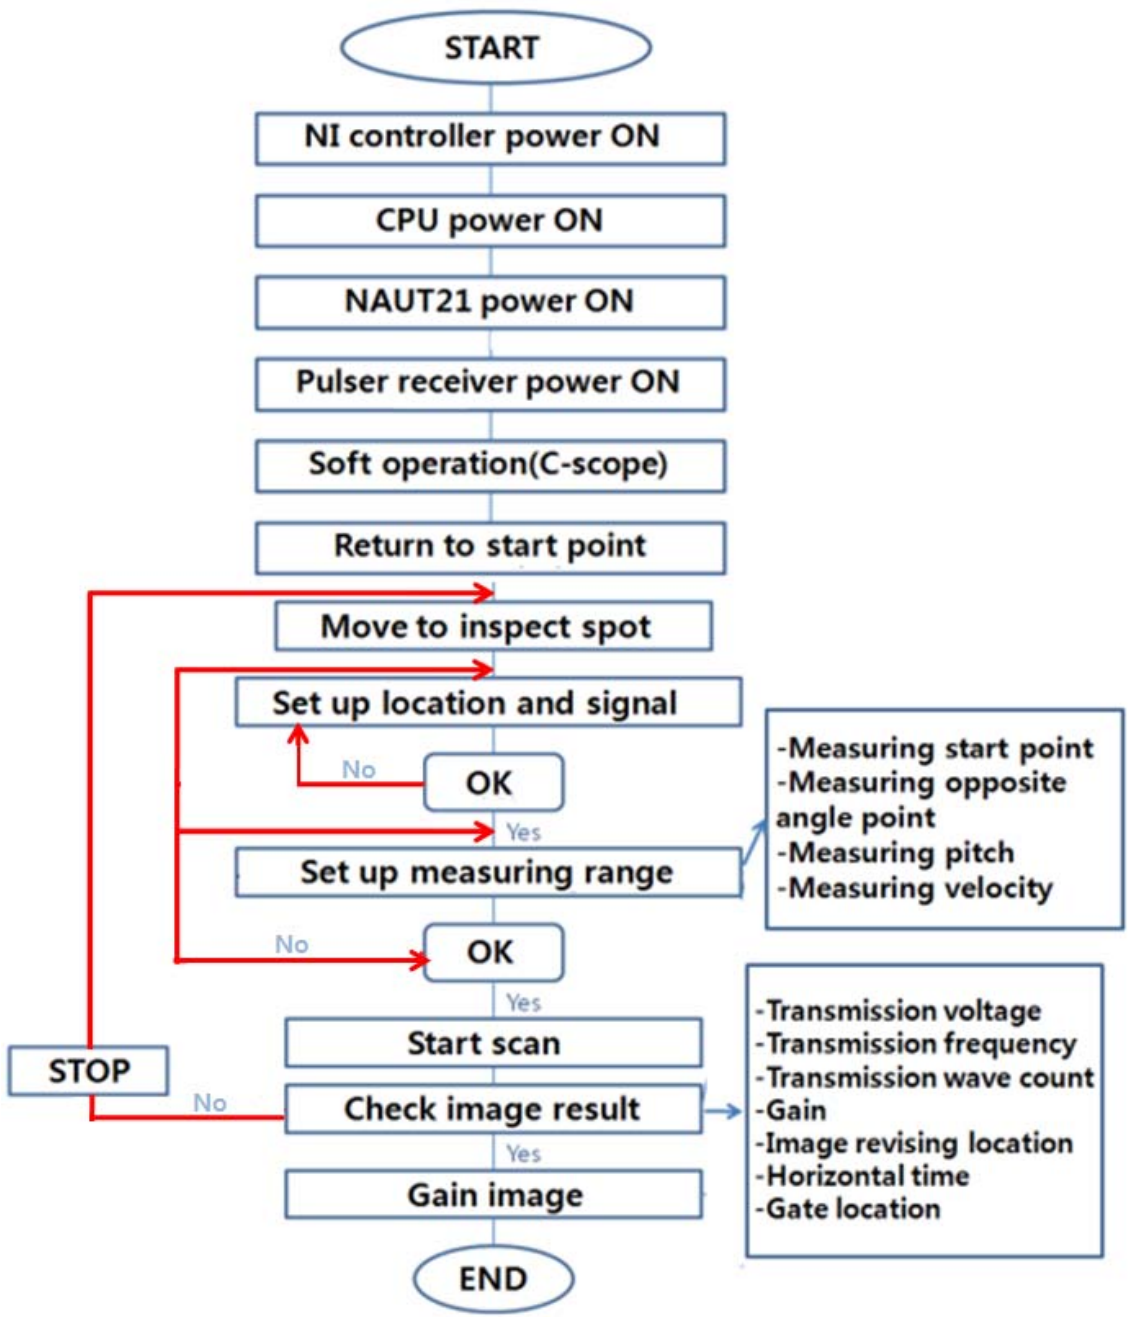 START
NI controller power ON
CPU power ON
NAUT21 power ON
Pulser receiver power ON
Soft operation(C-scope)
Return to start point
Move to inspect spot
Set up location and signal
No
OK
Yes
Set up measuring range
-Measuring start point
-Measuring opposite
angle point
-Measuring pitch
-Measuring velocity
No
OK
Yes
Start scan
STOP
No
Check image result
-Transmission voltage
-Transmission frequency
-Transmission wave count
-Gain
-Image revising location
-Horizontal time
-Gate location
Yes
Gain image
END